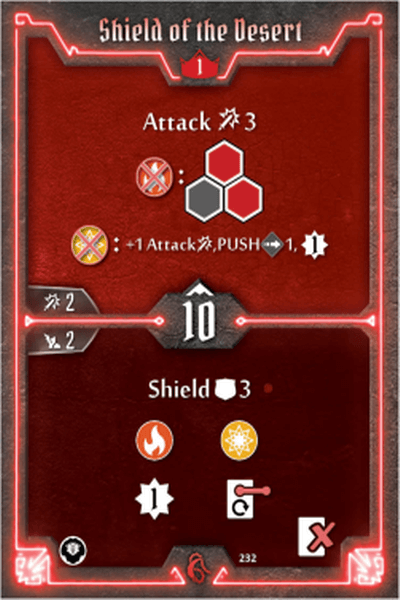 Shield of the Desert
1
Attack 3
:
: +1 Attack, PUSH 1, 1
2
10
2
Shield 3
1
232